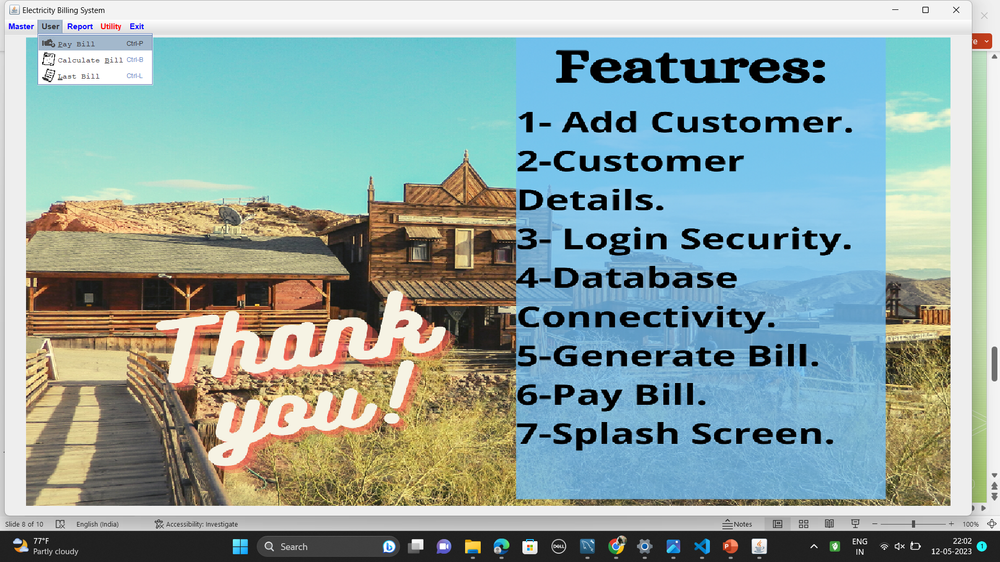 Electricity Billing System
Master User Report Utility Exit
Pay Bill Ctrl-P
Calculate Bill Ctrl-B
Last Bill Ctrl-L
Features:
1- Add Customer.
2-Customer
Details.
3- Login Security.
4-Database
Connectivity.
5-Generate Bill.
6-Pay Bill.
7-Splash Screen.
Thank
you!
Slide 8 of 10 English (India) Accessibility: Investigate Notes 100%
77°F
Partly cloudy
Search
DELL
ENG
IN
22:02
12-05-2023
1